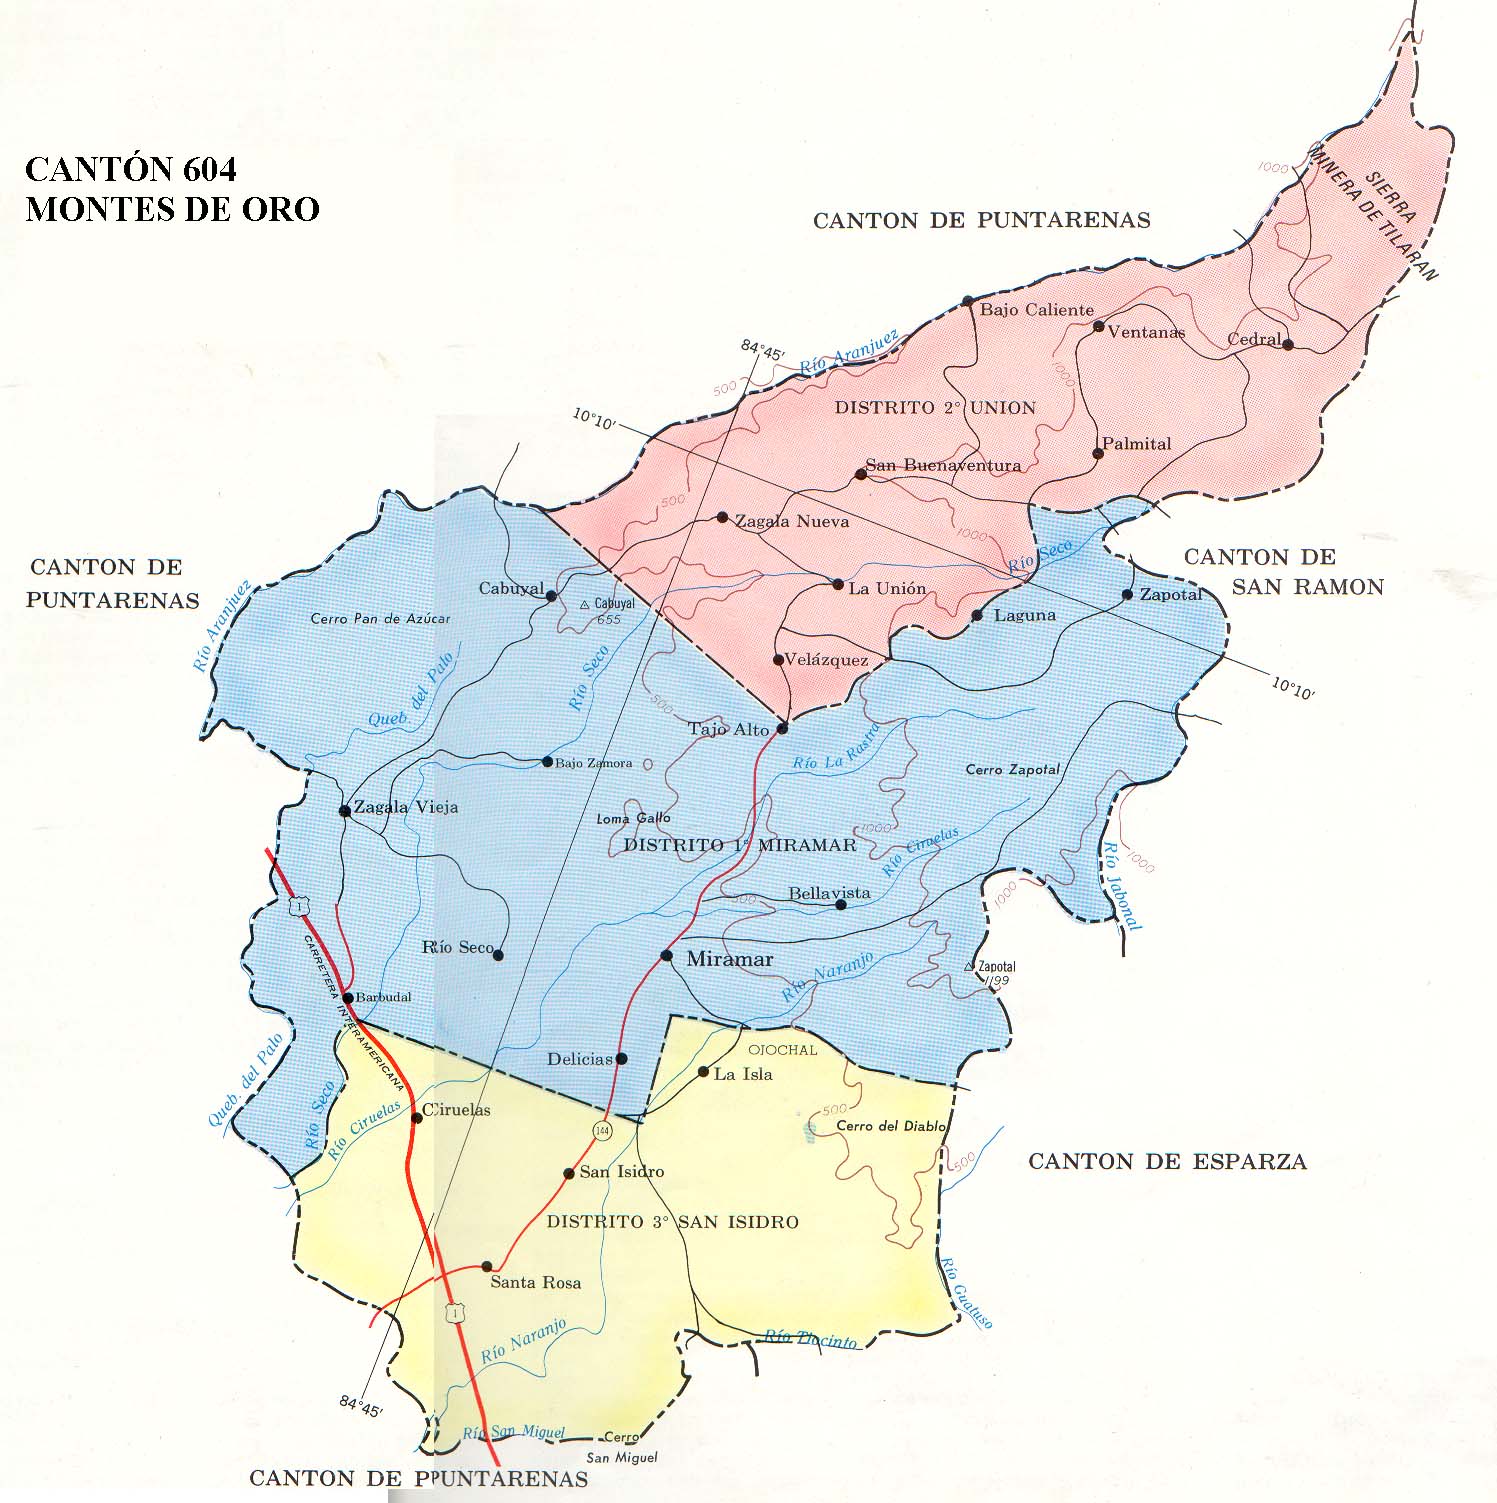 CANTÓN 604
MONTES DE ORO
CANTON DE PUNTARENAS
SIERRA
MINERA DE TILARAN
1000
Bajo Caliente
Ventanas
Cedral
Río Aranjuez
84°45'
500
1000
10°10'
DISTRITO 2° UNION
Palmital
San Buenaventura
500
Zagala Nueva
1000
Río Seco
CANTON DE
SAN RAMON
CANTON DE
PUNTARENAS
Río Aranjuez
Cabuyal
Cabuyal
655
La Unión
Zapotal
Laguna
Cerro Pan de Azúcar
Queb. del Palo
Río Seco
Velázquez
10°10'
500
Tajo Alto
Río La Rastra
Bajo Zamora
Cerro Zapotal
Zagala Vieja
Loma Gallo
1000
Río Ciruelas
DISTRITO 1° MIRAMAR
1000
Río Jabonal
1
Bellavista
500
1000
CARRETERA INTERAMERICANA
Río Seco
Miramar
Río Naranjo
Zapotal
1199
Barbudal
Queb. del Palo
Río Seco
Delicias
OJOCHAL
La Isla
Río Ciruelas
Ciruelas
144
500
Cerro del Diablo
500
CANTON DE ESPARZA
San Isidro
DISTRITO 3° SAN ISIDRO
Santa Rosa
Río Guatuso
1
Río Naranjo
Río Jlacinto
84°45'
Río San Miguel
Cerro
San Miguel
CANTON DE PPUNTARENAS